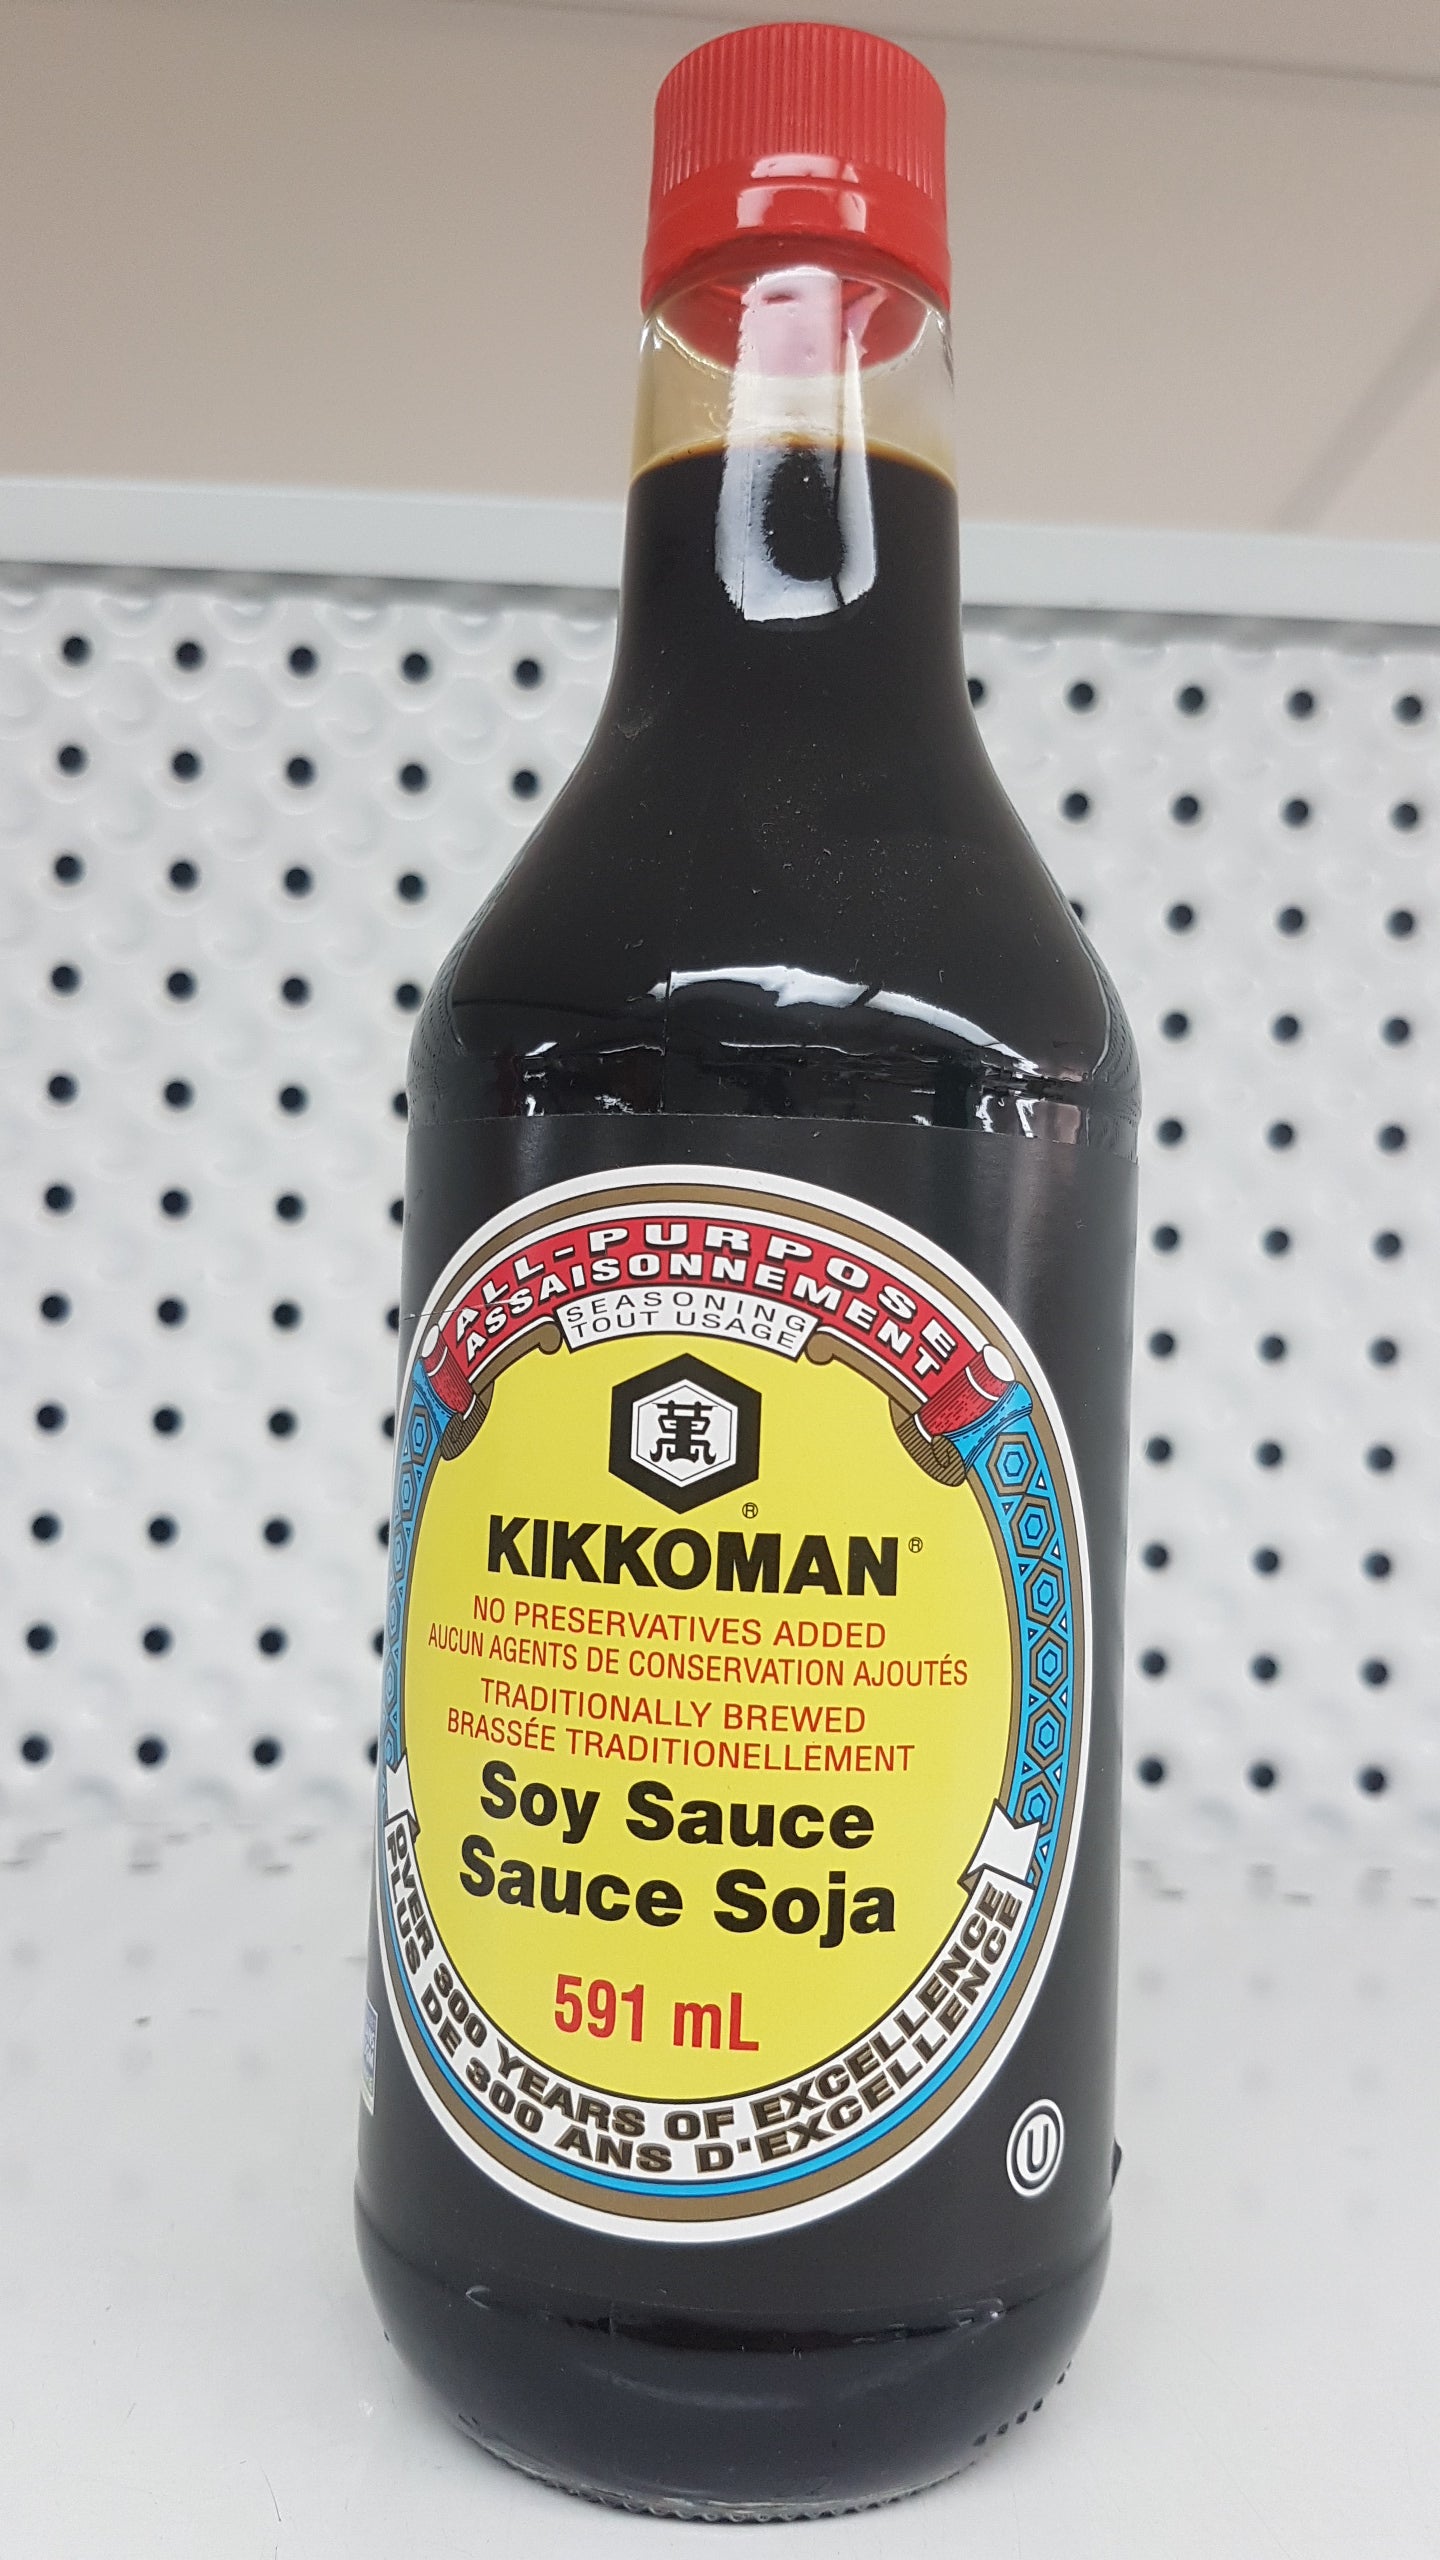 ALL-PURPOSE
ASSAISONNEMENT
SEASONING
TOUT USAGE
萬
®
KIKKOMAN®
NO PRESERVATIVES ADDED
AUCUN AGENTS DE CONSERVATION AJOUTÉS
TRADITIONALLY BREWED
BRASSÉE TRADITIONELLEMENT
Soy Sauce
Sauce Soja
591 mL
OVER 300 YEARS OF EXCELLENCE
PLUS DE 300 ANS D'EXCELLENCE
U